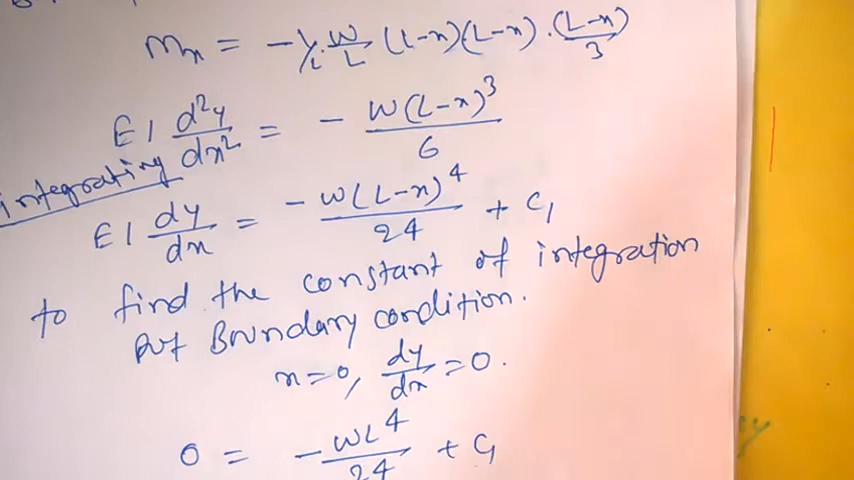 Mx = -1/2 · w/L (L-x)(L-x) · (L-x)/3
EI d²y/dx² = - w(L-x)³/6
integrating
EI dy/dx = -w(L-x)⁴/24 + C1
to find the constant of integration
put Boundary condition.
x=0, dy/dx = 0.
0 = -wL⁴/24 + C1